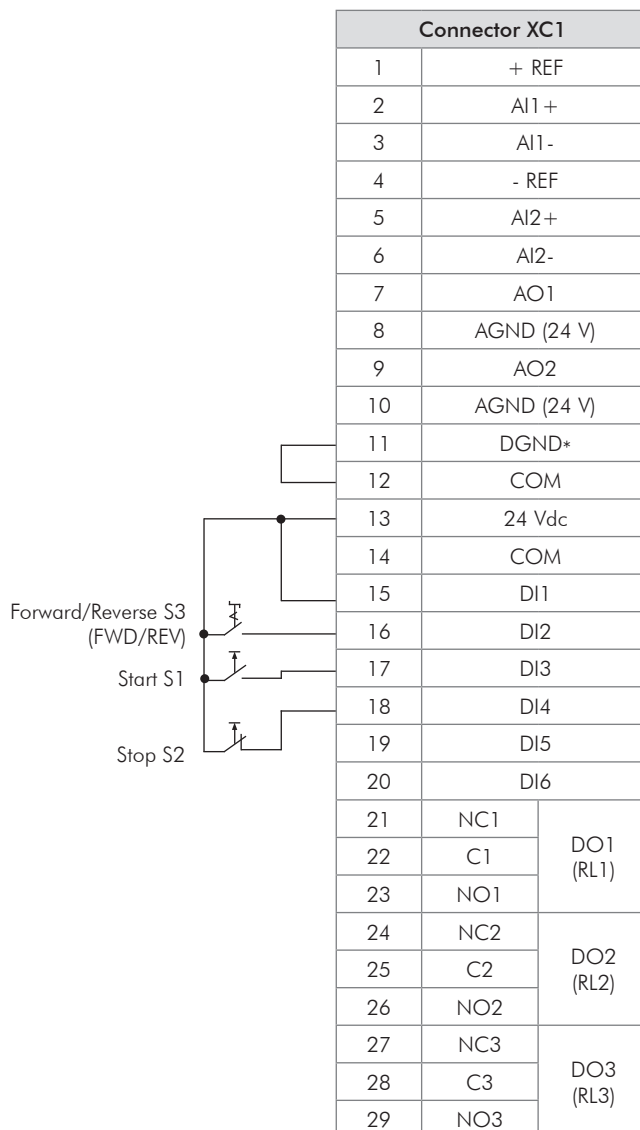 Connector XC1
1 + REF
2 AI1+
3 AI1-
4 - REF
5 AI2+
6 AI2-
7 AO1
8 AGND (24 V)
9 AO2
10 AGND (24 V)
11 DGND*
12 COM
13 24 Vdc
14 COM
15 DI1
Forward/Reverse S3
(FWD/REV)
16 DI2
Start S1
17 DI3
18 DI4
Stop S2
19 DI5
20 DI6
21 NC1
22 C1
23 NO1
DO1
(RL1)
24 NC2
25 C2
26 NO2
DO2
(RL2)
27 NC3
28 C3
29 NO3
DO3
(RL3)